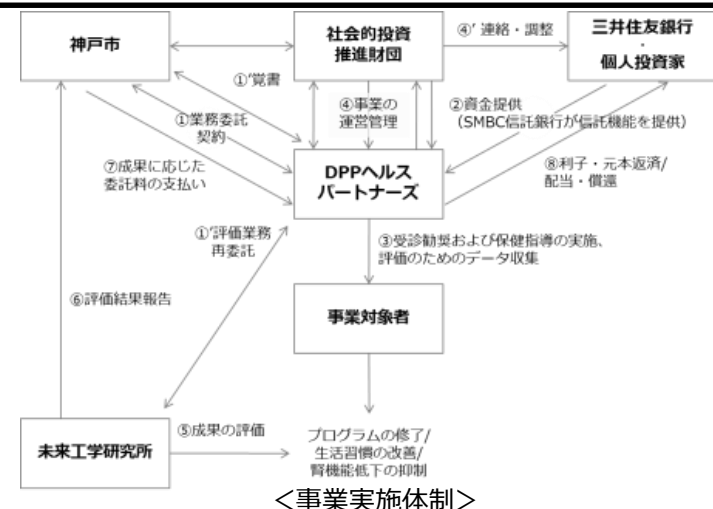 神戸市
社会的投資
推進財団
④’連絡・調整
三井住友銀行
・
個人投資家
①’覚書
①業務委託
契約
④事業の
運営管理
②資金提供
(SMBC信託銀行が信託機能を提供)
⑦成果に応じた
委託料の支払い
DPPヘルス
パートナーズ
⑧利子・元本返済/
配当・償還
①’評価業務
再委託
③受診勧奨および保健指導の実施、
評価のためのデータ収集
⑥評価結果報告
事業対象者
未来工学研究所
⑤成果の評価
プログラムの修了/
生活習慣の改善/
腎機能低下の抑制
＜事業実施体制＞